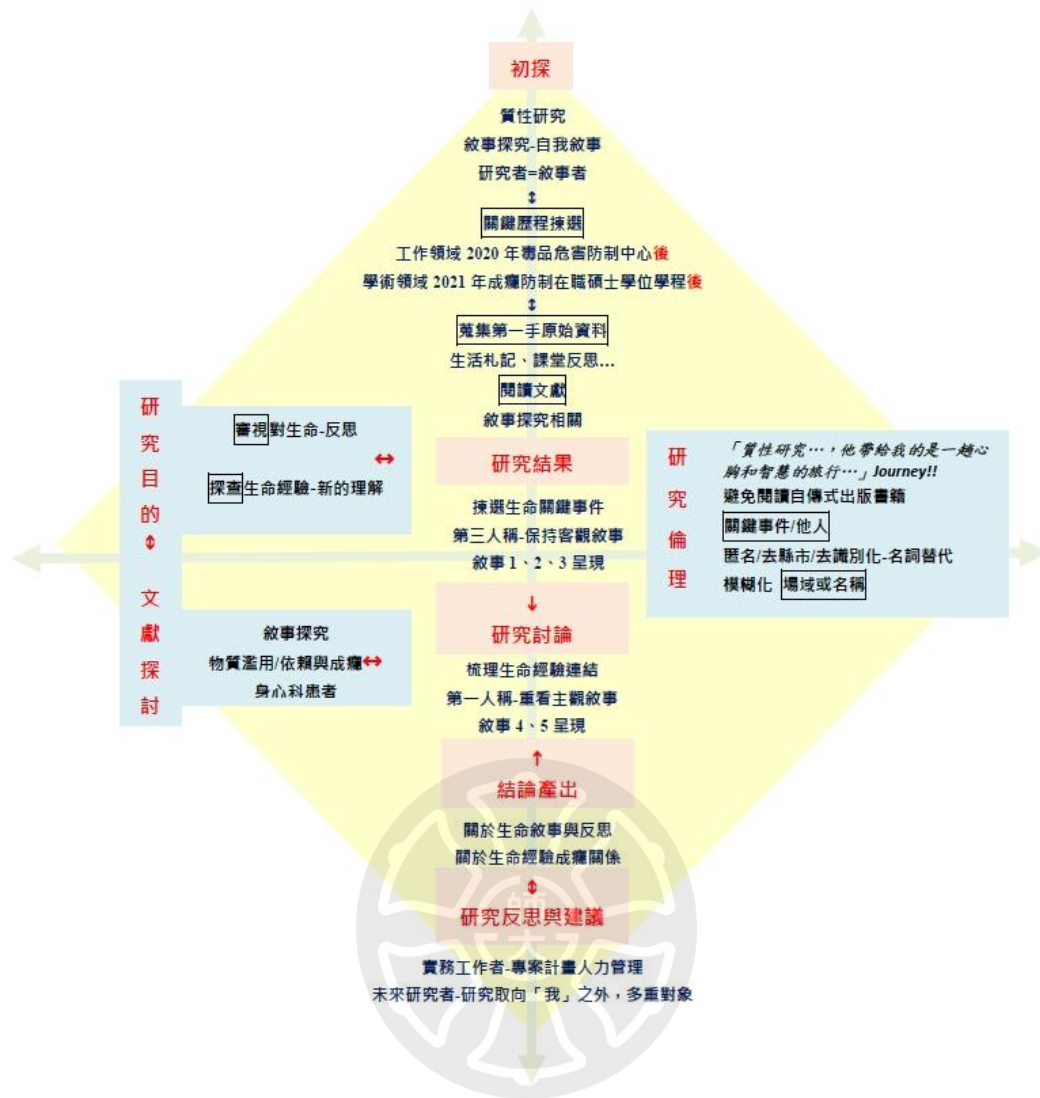 初探
質性研究
敘事探究-自我敘事
研究者=敘事者
↕
關鍵歷程揀選
工作領域 2020 年毒品危害防制中心後
學術領域 2021 年成癮防制在職碩士學位學程後
↕
蒐集第一手原始資料
生活札記、課堂反思…
閱讀文獻
敘事探究相關
研究目的↕文獻探討
審視對生命-反思
↔
探查生命經驗-新的理解
敘事探究
物質濫用/依賴與成癮↔
身心科患者
研究結果
揀選生命關鍵事件
第三人稱-保持客觀敘事
敘事 1、2、3 呈現
↓
研究討論
梳理生命經驗連結
第一人稱-重看主觀敘事
敘事 4、5 呈現
↑
結論產出
關於生命敘事與反思
關於生命經驗成癮關係
↕
研究反思與建議
實務工作者-專案計畫人力管理
未來研究者-研究取向「我」之外，多重對象
研究倫理
「質性研究…，他帶給我的是一趟心
胸和智慧的旅行…」Journey!!
避免閱讀自傳式出版書籍
關鍵事件/他人
匿名/去縣市/去識別化-名詞替代
模糊化 場域或名稱
師大